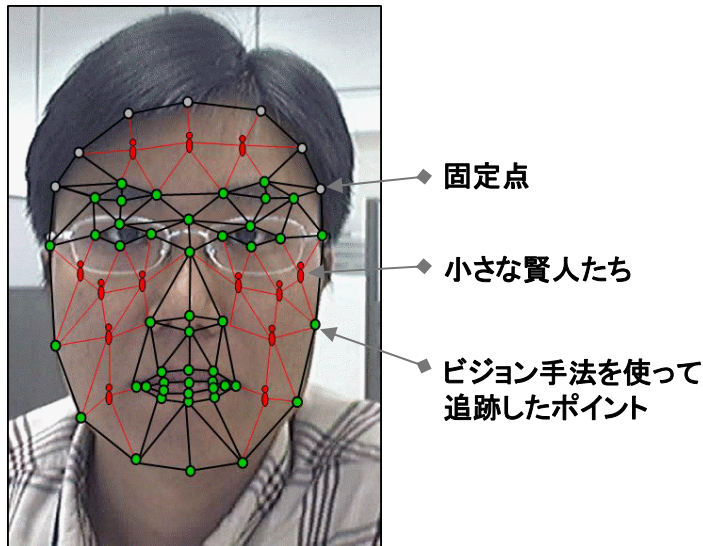 固定点
小さな賢人たち
ビジョン手法を使って
追跡したポイント